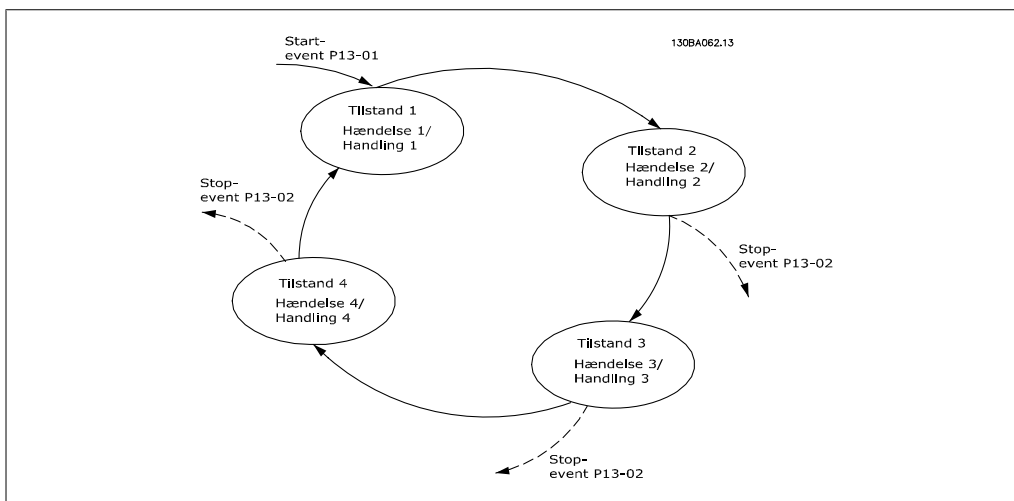 130BA062.13
Start-
event P13-01
Tilstand 1
Hændelse 1/
Handling 1
Tilstand 2
Hændelse 2/
Handling 2
Stop-
event P13-02
Stop-
event P13-02
Tilstand 4
Hændelse 4/
Handling 4
Tilstand 3
Hændelse 3/
Handling 3
Stop-
event P13-02